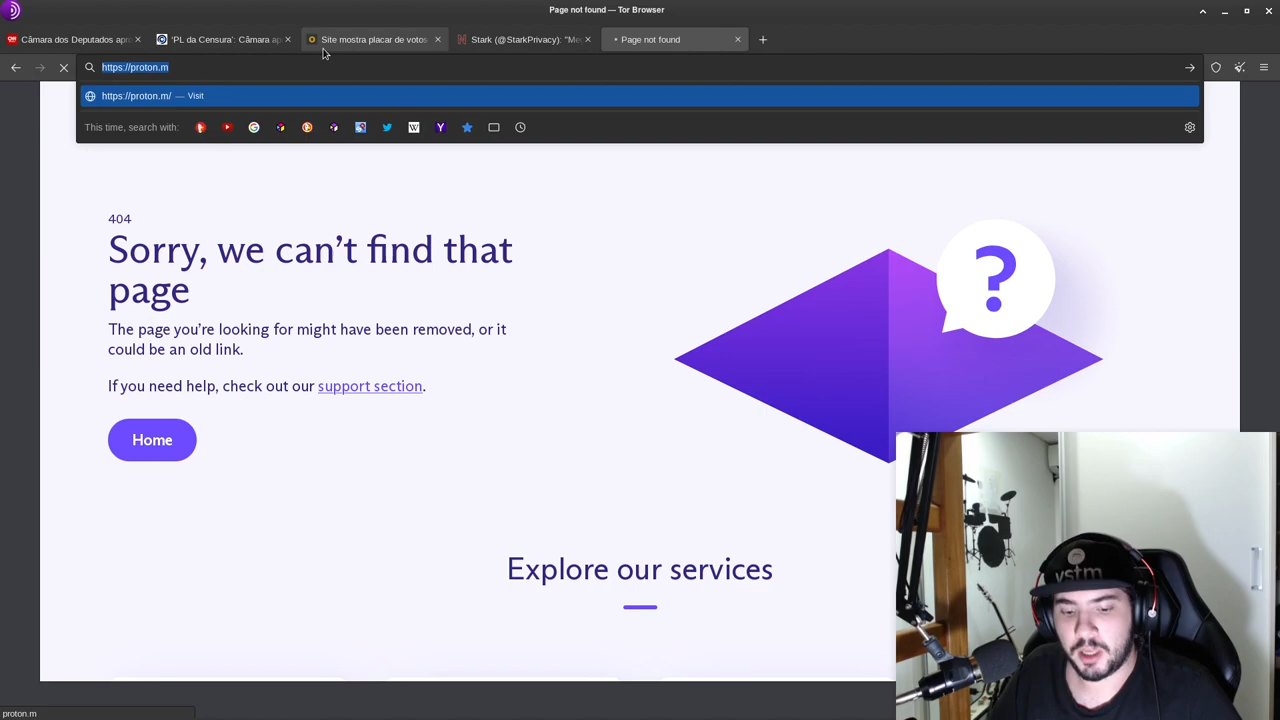 Page not found — Tor Browser
Câmara dos Deputados apr
'PL da Censura': Câmara ap
Site mostra placar de votos
Stark (@StarkPrivacy): "Me
Page not found
https://proton.m
https://proton.m/ — Visit
This time, search with:
404
Sorry, we can't find that
page
The page you're looking for might have been removed, or it
could be an old link.
If you need help, check out our support section.
Home
Explore our services
vstm
proton.m